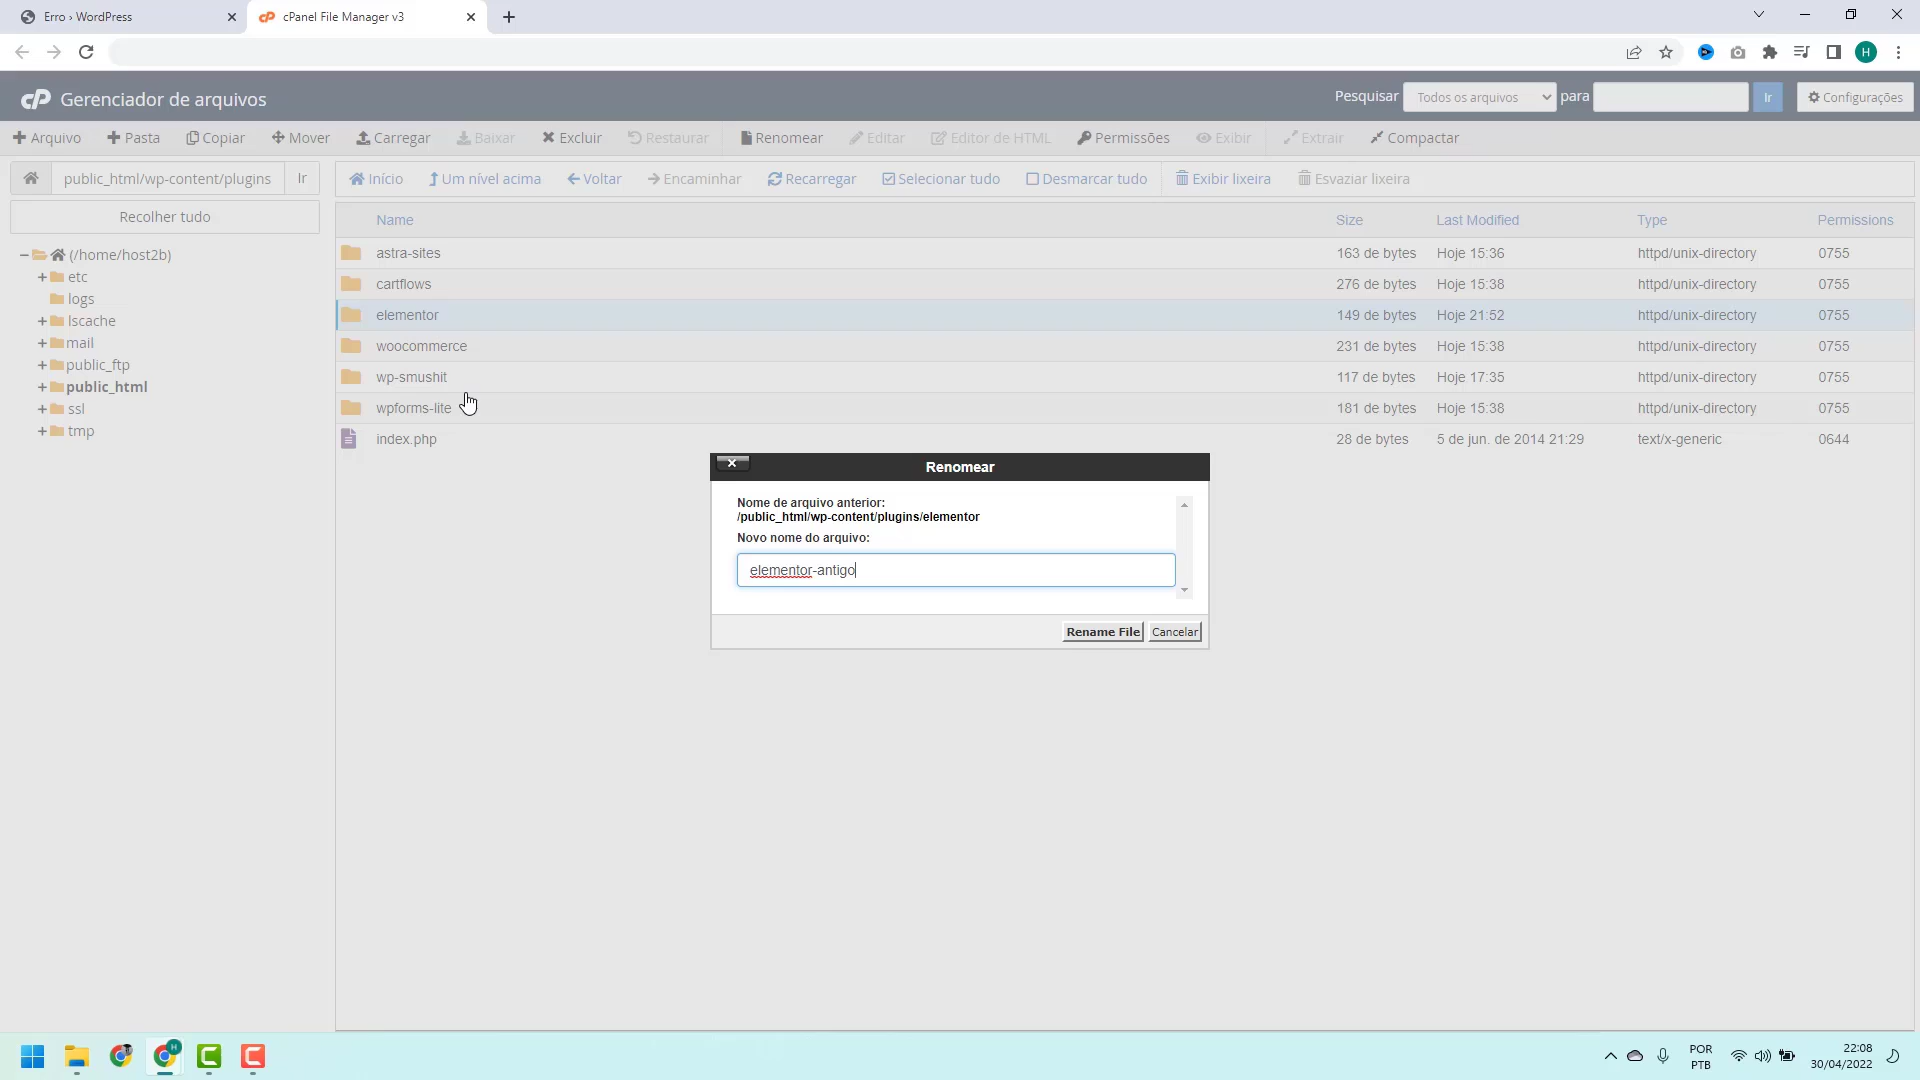 Erro › WordPress
cPanel File Manager v3
H
cP Gerenciador de arquivos
Pesquisar Todos os arquivos para Ir Configurações
Arquivo Pasta Copiar Mover Carregar Baixar Excluir Restaurar Renomear Editar Editor de HTML Permissões Exibir Extrair Compactar
public_html/wp-content/plugins Ir
Início Um nível acima Voltar Encaminhar Recarregar Selecionar tudo Desmarcar tudo Exibir lixeira Esvaziar lixeira
Recolher tudo
(/home/host2b)
etc
logs
lscache
mail
public_ftp
public_html
ssl
tmp
Name Size Last Modified Type Permissions
astra-sites 163 de bytes Hoje 15:36 httpd/unix-directory 0755
cartflows 276 de bytes Hoje 15:38 httpd/unix-directory 0755
elementor 149 de bytes Hoje 21:52 httpd/unix-directory 0755
woocommerce 231 de bytes Hoje 15:38 httpd/unix-directory 0755
wp-smushit 117 de bytes Hoje 17:35 httpd/unix-directory 0755
wpforms-lite 181 de bytes Hoje 15:38 httpd/unix-directory 0755
index.php 28 de bytes 5 de jun. de 2014 21:29 text/x-generic 0644
Renomear
Nome de arquivo anterior:
/public_html/wp-content/plugins/elementor
Novo nome do arquivo:
elementor-antigo
Rename File Cancelar
H
POR
PTB
22:08
30/04/2022